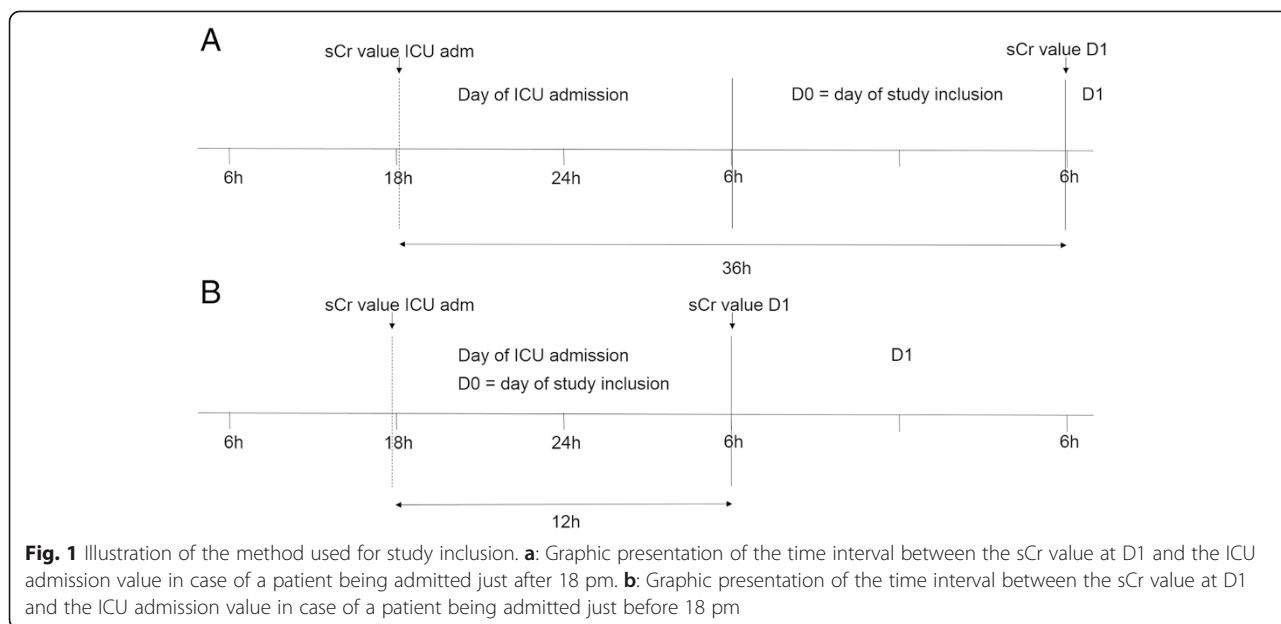 A
sCr value ICU adm
sCr value D1
Day of ICU admission
D0 = day of study inclusion
D1
6h
18h
24h
6h
6h
36h
B
sCr value ICU adm
sCr value D1
Day of ICU admission
D1
D0 = day of study inclusion
6h
18h
24h
6h
6h
12h
Fig. 1 Illustration of the method used for study inclusion. a: Graphic presentation of the time interval between the sCr value at D1 and the ICU
admission value in case of a patient being admitted just after 18 pm. b: Graphic presentation of the time interval between the sCr value at D1
and the ICU admission value in case of a patient being admitted just before 18 pm